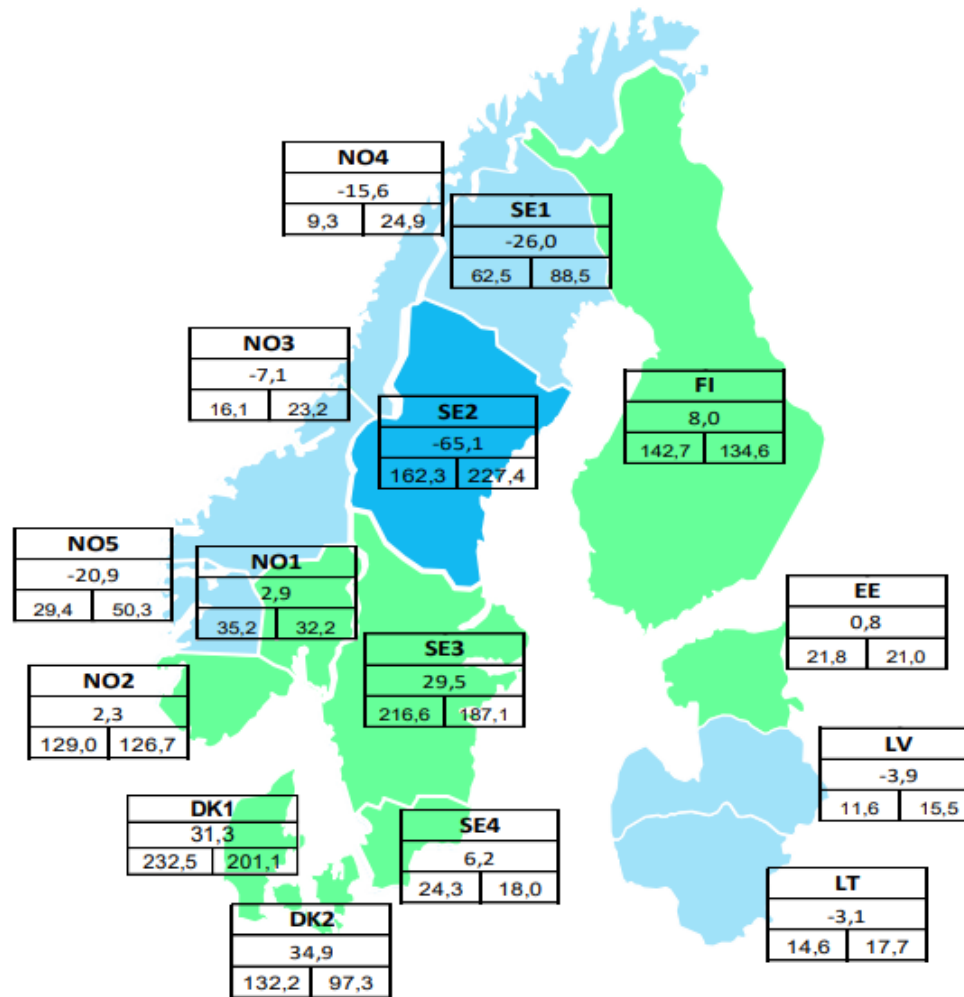 NO4
-15,6
9,3 24,9
SE1
-26,0
62,5 88,5
NO3
-7,1
16,1 23,2
SE2
-65,1
162,3 227,4
FI
8,0
142,7 134,6
NO5
-20,9
29,4 50,3
NO1
2,9
35,2 32,2
EE
0,8
21,8 21,0
SE3
29,5
216,6 187,1
NO2
2,3
129,0 126,7
LV
-3,9
11,6 15,5
DK1
31,3
232,5 201,1
SE4
6,2
24,3 18,0
LT
-3,1
14,6 17,7
DK2
34,9
132,2 97,3